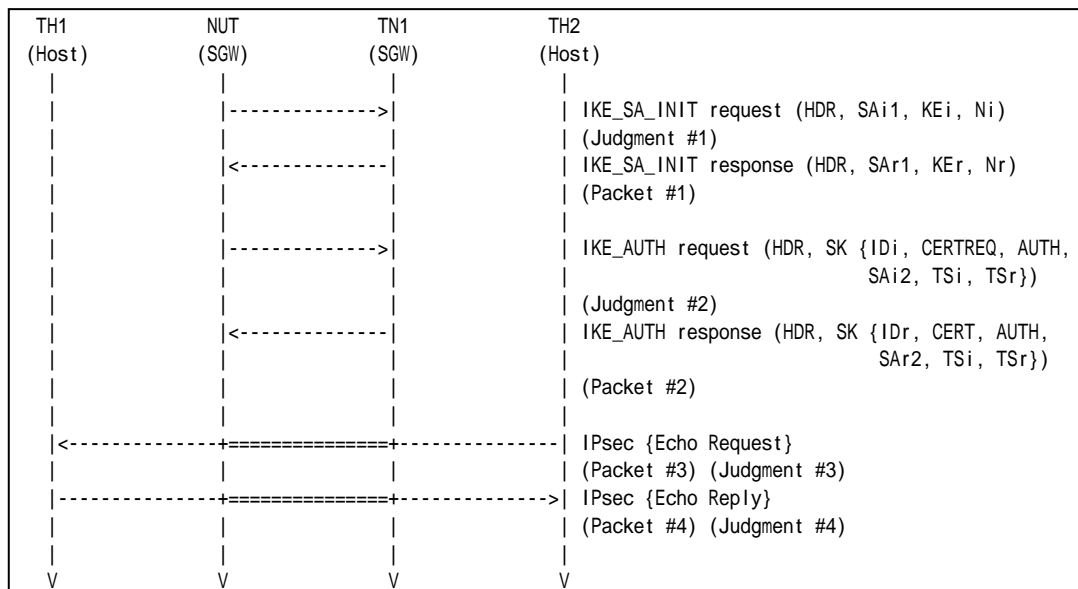 TH1 NUT TN1 TH2
(Host) (SGW) (SGW) (Host)
| | | |
| |-------------->| | IKE_SA_INIT request (HDR, SAi1, KEi, Ni)
| | | | (Judgment #1)
| |<--------------| | IKE_SA_INIT response (HDR, SAr1, KEr, Nr)
| | | | (Packet #1)
| | | |
| |-------------->| | IKE_AUTH request (HDR, SK {IDi, CERTREQ, AUTH,
| | | | SAi2, TSi, TSr})
| | | | (Judgment #2)
| |<--------------| | IKE_AUTH response (HDR, SK {IDr, CERT, AUTH,
| | | | SAr2, TSi, TSr})
| | | | (Packet #2)
| | | |
|<--------------+===============+--------------| IPsec {Echo Request}
| | | | (Packet #3) (Judgment #3)
|---------------+===============+------------->| IPsec {Echo Reply}
| | | | (Packet #4) (Judgment #4)
| | | |
V V V V